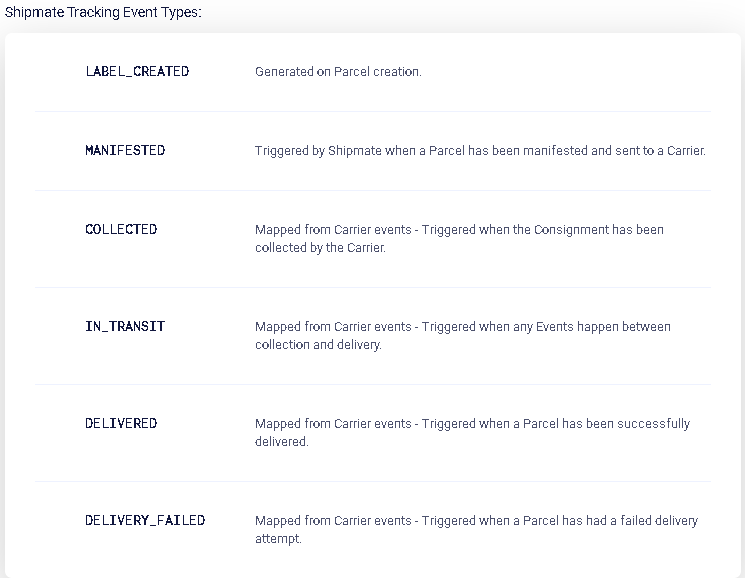 Shipmate Tracking Event Types:
LABEL_CREATED
Generated on Parcel creation.
MANIFESTED
Triggered by Shipmate when a Parcel has been manifested and sent to a Carrier.
COLLECTED
Mapped from Carrier events - Triggered when the Consignment has been
collected by the Carrier.
IN_TRANSIT
Mapped from Carrier events - Triggered when any Events happen between
collection and delivery.
DELIVERED
Mapped from Carrier events - Triggered when a Parcel has been successfully
delivered.
DELIVERY_FAILED
Mapped from Carrier events - Triggered when a Parcel has had a failed delivery
attempt.